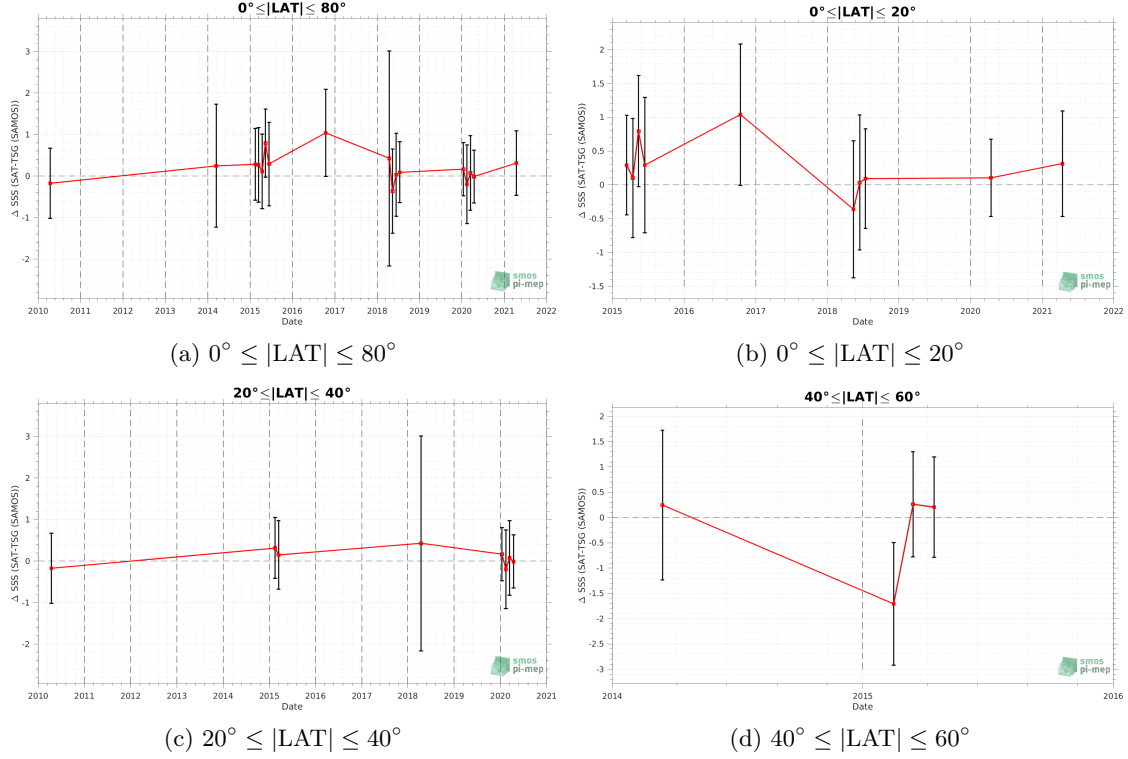 0°≤|LAT|≤ 80°
Δ SSS (SAT-TSG (SAMOS))
3
2
1
0
-1
-2
2010 2011 2012 2013 2014 2015 2016 2017 2018 2019 2020 2021 2022
Date
smos
pi-mep
(a) 0° ≤ |LAT| ≤ 80°
0°≤|LAT|≤ 20°
Δ SSS (SAT-TSG (SAMOS))
2
1.5
1
0.5
0
-0.5
-1
-1.5
2015 2016 2017 2018 2019 2020 2021 2022
Date
smos
pi-mep
(b) 0° ≤ |LAT| ≤ 20°
20°≤|LAT|≤ 40°
Δ SSS (SAT-TSG (SAMOS))
3
2
1
0
-1
-2
2010 2011 2012 2013 2014 2015 2016 2017 2018 2019 2020 2021
Date
smos
pi-mep
(c) 20° ≤ |LAT| ≤ 40°
40°≤|LAT|≤ 60°
Δ SSS (SAT-TSG (SAMOS))
2
1.5
1
0.5
0
-0.5
-1
-1.5
-2
-2.5
-3
2014 2015 2016
Date
smos
pi-mep
(d) 40° ≤ |LAT| ≤ 60°